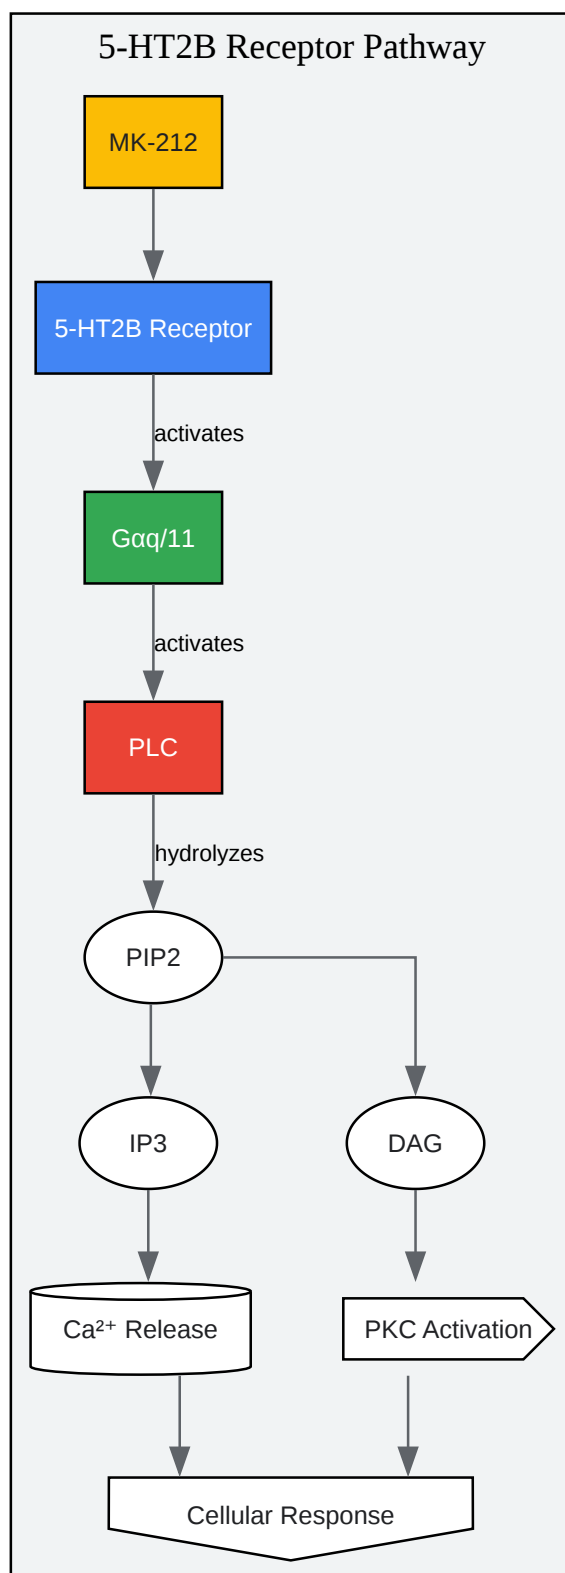 5-HT2B Receptor Pathway
MK-212
5-HT2B Receptor
activates
Gαq/11
activates
PLC
hydrolyzes
PIP2
IP3
DAG
Ca²⁺ Release
PKC Activation
Cellular Response